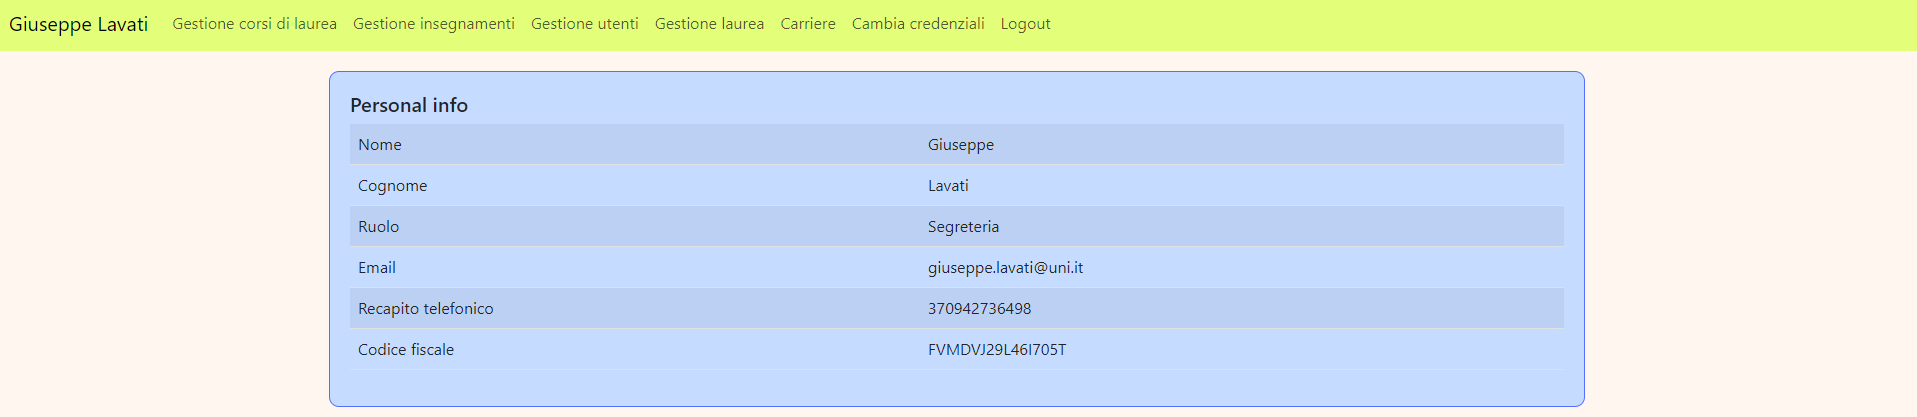 Giuseppe Lavati Gestione corsi di laurea Gestione insegnamenti Gestione utenti Gestione laurea Carriere Cambia credenziali Logout
Personal info
Nome Giuseppe
Cognome Lavati
Ruolo Segreteria
Email giuseppe.lavati@uni.it
Recapito telefonico 370942736498
Codice fiscale FVMDVJ29L46I705T